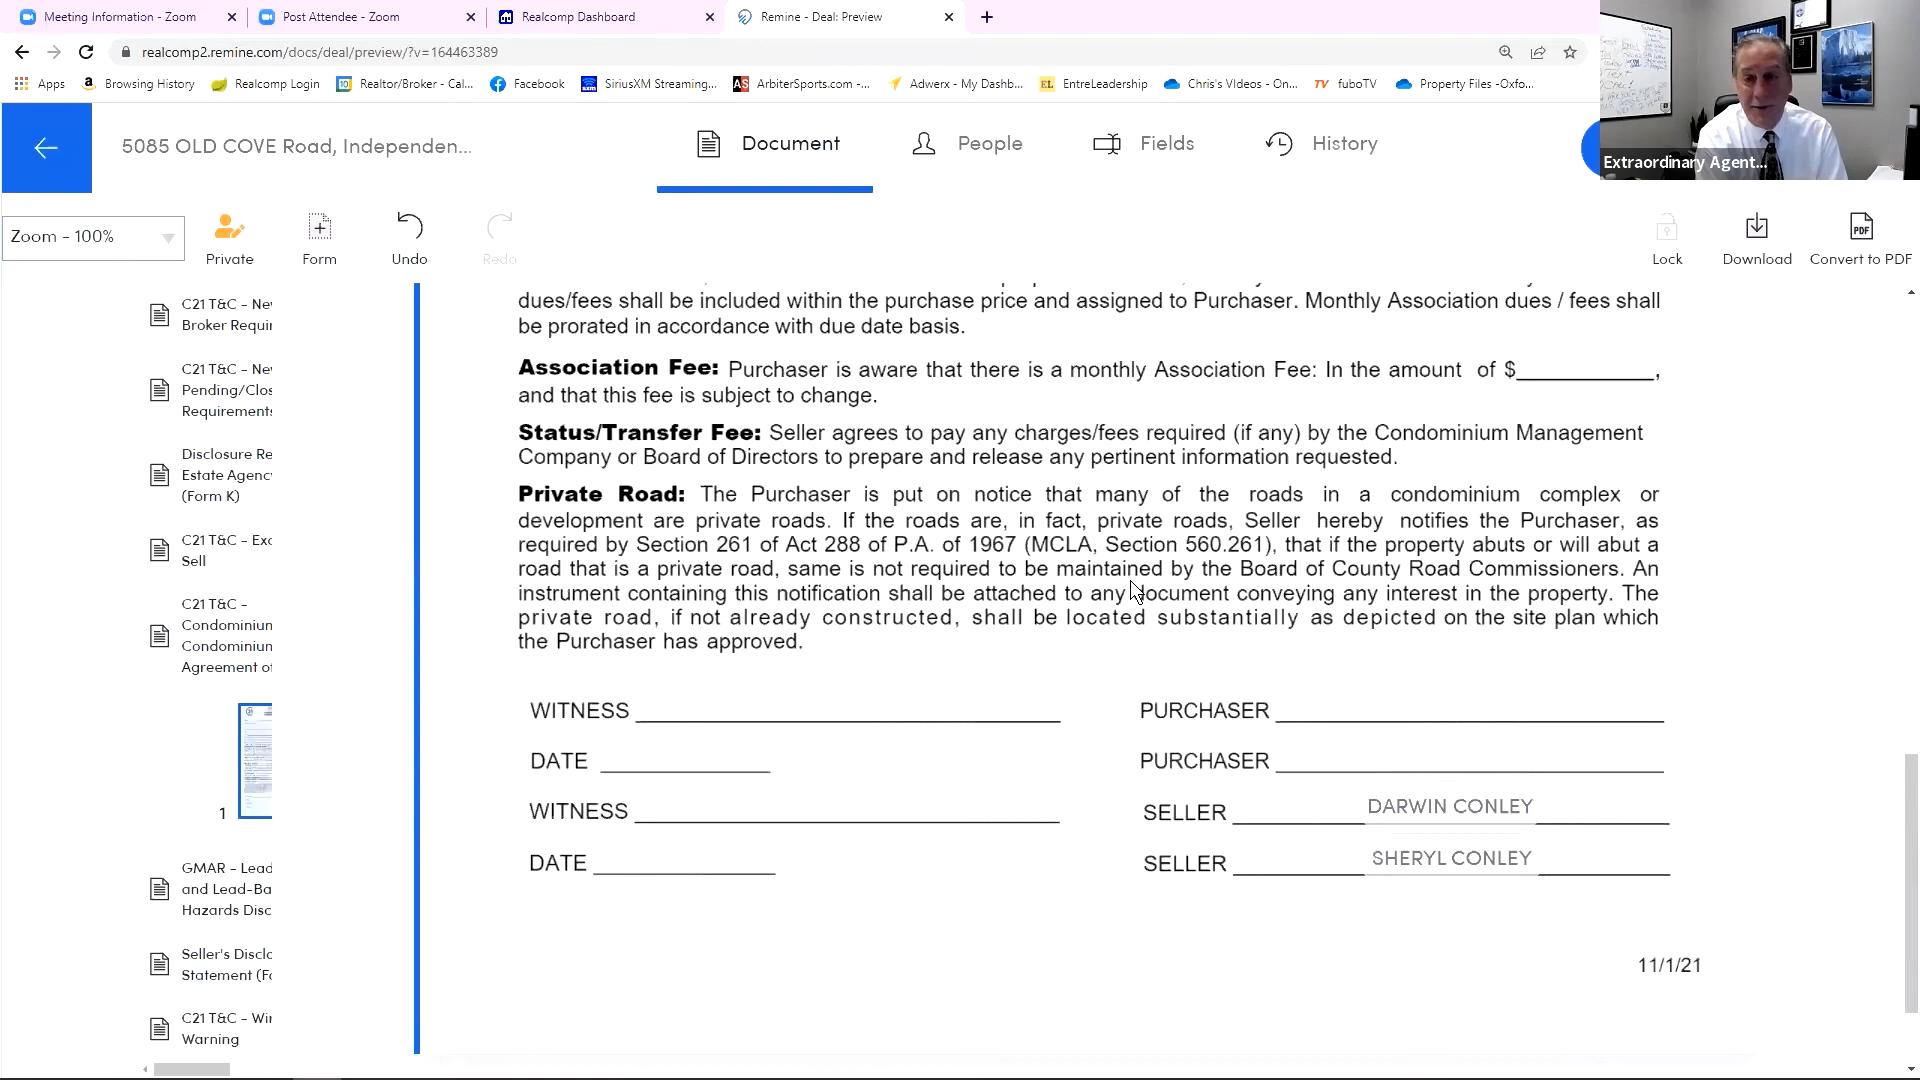 Meeting Information - Zoom
Post Attendee - Zoom
Realcomp Dashboard
Remine - Deal: Preview
realcomp2.remine.com/docs/deal/preview/?v=164463389
Apps
Browsing History
Realcomp Login
Realtor/Broker - Cal...
Facebook
SiriusXM Streaming...
ArbiterSports.com -...
Adwerx - My Dashb...
EntreLeadership
Chris's VIdeos - On...
fuboTV
Property Files -Oxfo...
5085 OLD COVE Road, Independen...
Document
People
Fields
History
Extraordinary Agent...
Zoom - 100%
Private
Form
Undo
Redo
Lock
Download
Convert to PDF
C21 T&C - Nev
Broker Requir
C21 T&C - Nev
Pending/Clos
Requirements
Disclosure Re
Estate Agency
(Form K)
C21 T&C - Exc
Sell
C21 T&C -
Condominium
Condominium
Agreement of
1
GMAR - Lead
and Lead-Ba
Hazards Disc
Seller's Disclo
Statement (Fo
C21 T&C - Wir
Warning
dues/fees shall be included within the purchase price and assigned to Purchaser. Monthly Association dues / fees shall
be prorated in accordance with due date basis.
Association Fee: Purchaser is aware that there is a monthly Association Fee: In the amount of $____________,
and that this fee is subject to change.
Status/Transfer Fee: Seller agrees to pay any charges/fees required (if any) by the Condominium Management
Company or Board of Directors to prepare and release any pertinent information requested.
Private Road: The Purchaser is put on notice that many of the roads in a condominium complex or
development are private roads. If the roads are, in fact, private roads, Seller hereby notifies the Purchaser, as
required by Section 261 of Act 288 of P.A. of 1967 (MCLA, Section 560.261), that if the property abuts or will abut a
road that is a private road, same is not required to be maintained by the Board of County Road Commissioners. An
instrument containing this notification shall be attached to any document conveying any interest in the property. The
private road, if not already constructed, shall be located substantially as depicted on the site plan which
the Purchaser has approved.
WITNESS
PURCHASER
DATE
PURCHASER
WITNESS
SELLER DARWIN CONLEY
DATE
SELLER SHERYL CONLEY
11/1/21